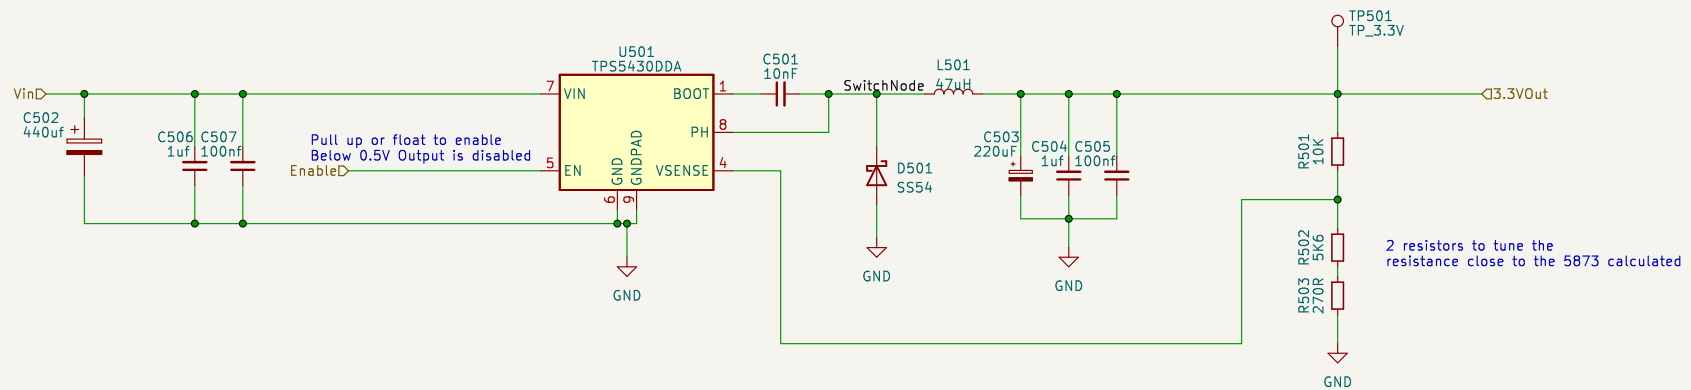 TP501
TP_3.3V
U501
TPS5430DDA
C501
10nF
L501
47uH
SwitchNode
Vin
7
VIN
BOOT
1
3.3VOut
C502
440uf
+
C506
1uf
C507
100nf
Pull up or float to enable
Below 0.5V Output is disabled
Enable
5
EN
PH
8
VSENSE
4
GND
GNDPAD
6
9
D501
SS54
C503
220uF
+
C504
1uf
C505
100nf
R501
10K
R502
5K6
2 resistors to tune the
resistance close to the 5873 calculated
R503
270R
GND
GND
GND
GND